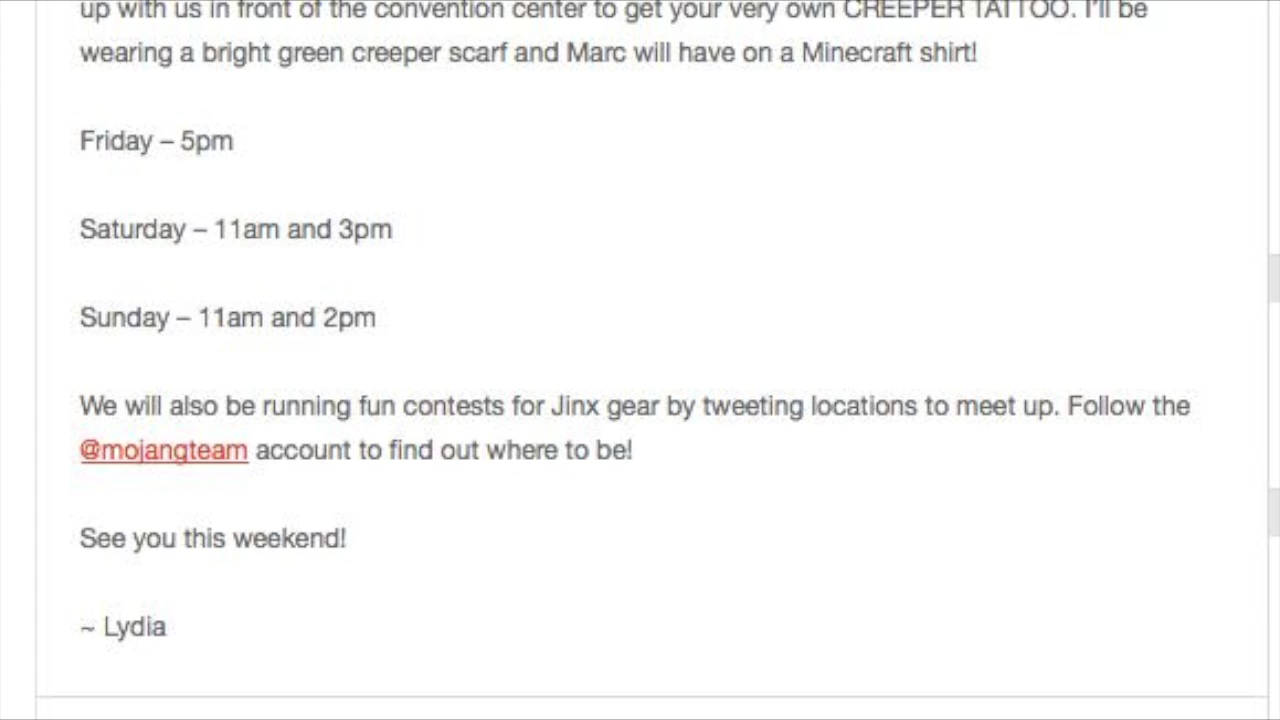 up with us in front of the convention center to get your very own CREEPER TATTOO. I'll be
wearing a bright green creeper scarf and Marc will have on a Minecraft shirt!
Friday – 5pm
Saturday – 11am and 3pm
Sunday – 11am and 2pm
We will also be running fun contests for Jinx gear by tweeting locations to meet up. Follow the
@mojangteam account to find out where to be!
See you this weekend!
~ Lydia